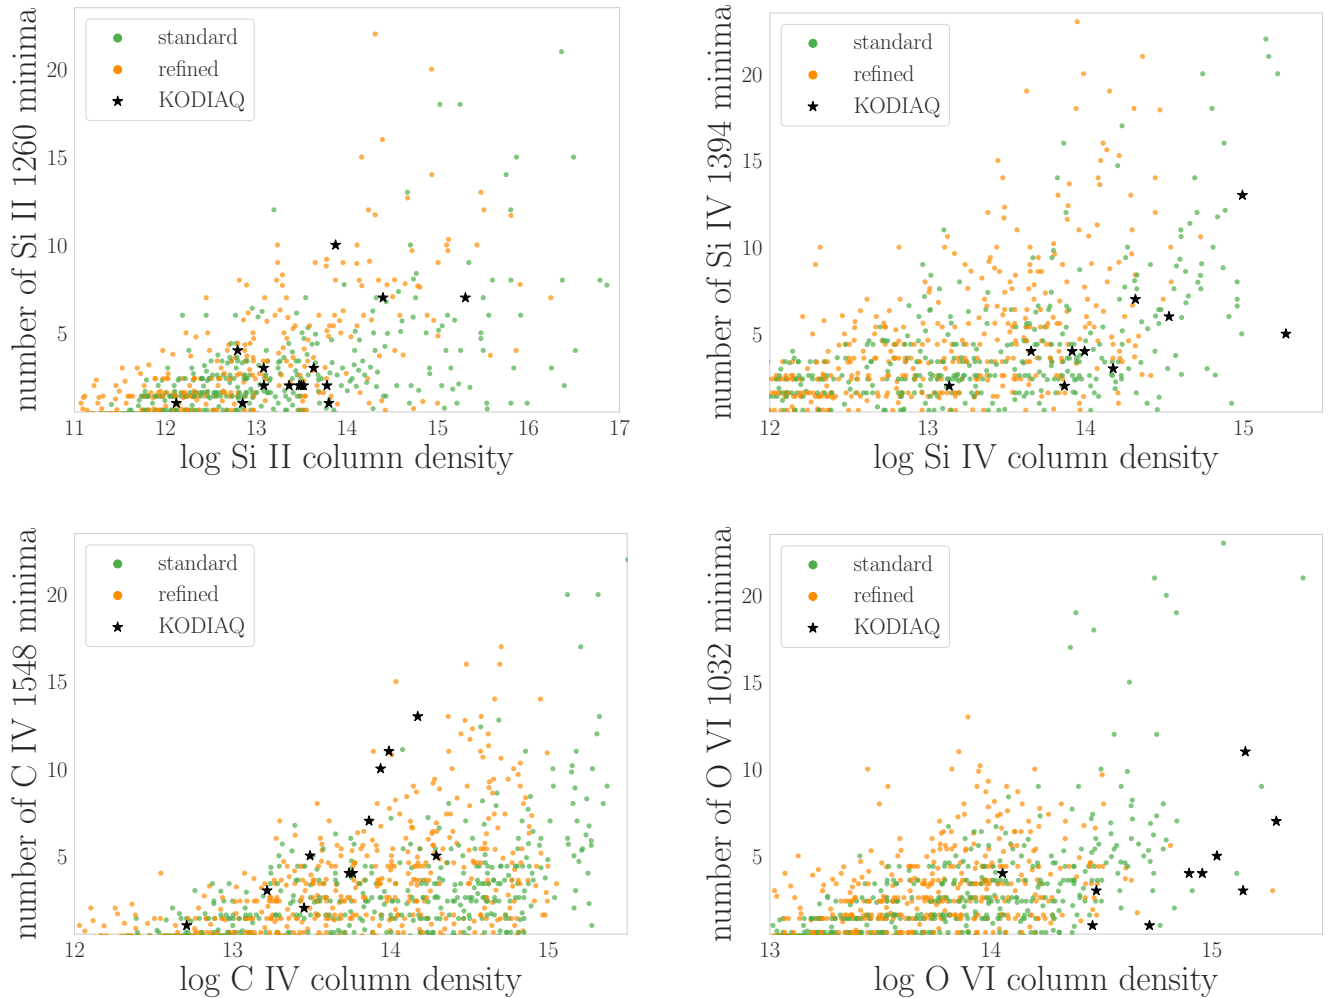 number of Si II 1260 minima
20
15
10
5
standard
refined
KODIAQ
11 12 13 14 15 16 17
log Si II column density
number of Si IV 1394 minima
20
15
10
5
standard
refined
KODIAQ
12 13 14 15
log Si IV column density
number of C IV 1548 minima
20
15
10
5
standard
refined
KODIAQ
12 13 14 15
log C IV column density
number of O VI 1032 minima
20
15
10
5
standard
refined
KODIAQ
13 14 15
log O VI column density